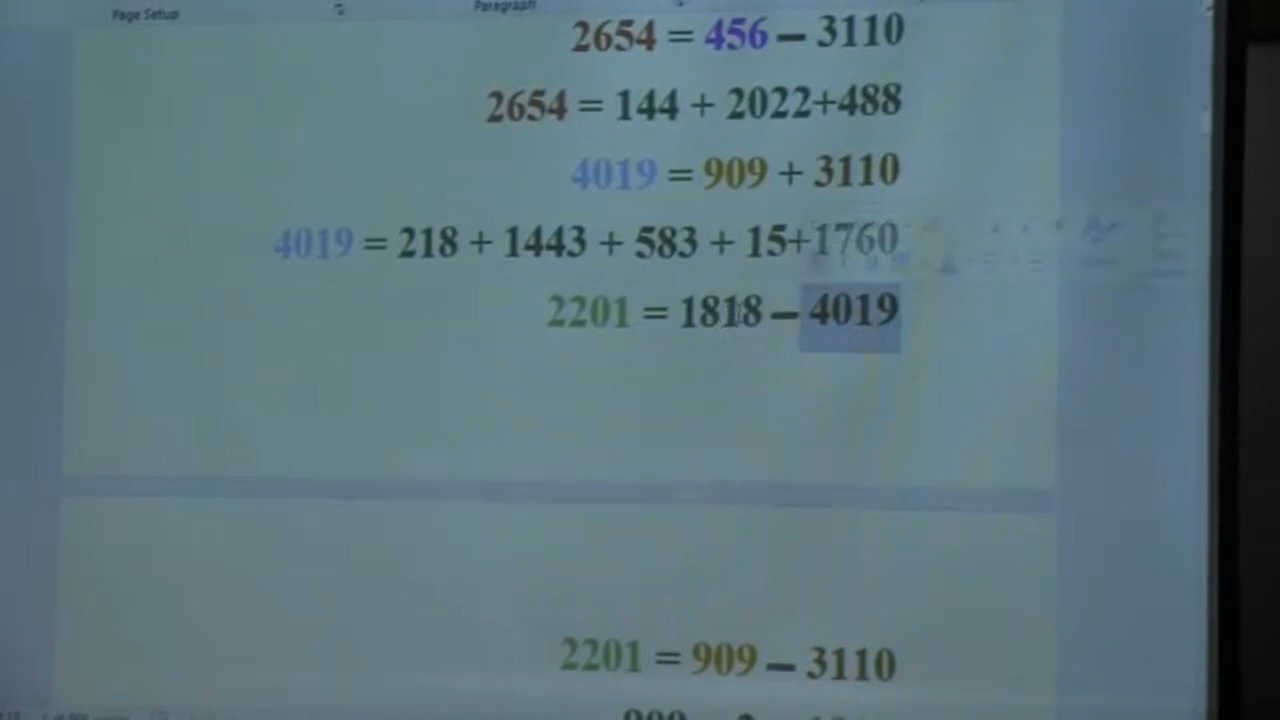 Page Setup
Paragraph
2654 = 456 – 3110
2654 = 144 + 2022+488
4019 = 909 + 3110
4019 = 218 + 1443 + 583 + 15+1760
2201 = 1818 – 4019
2201 = 909 – 3110